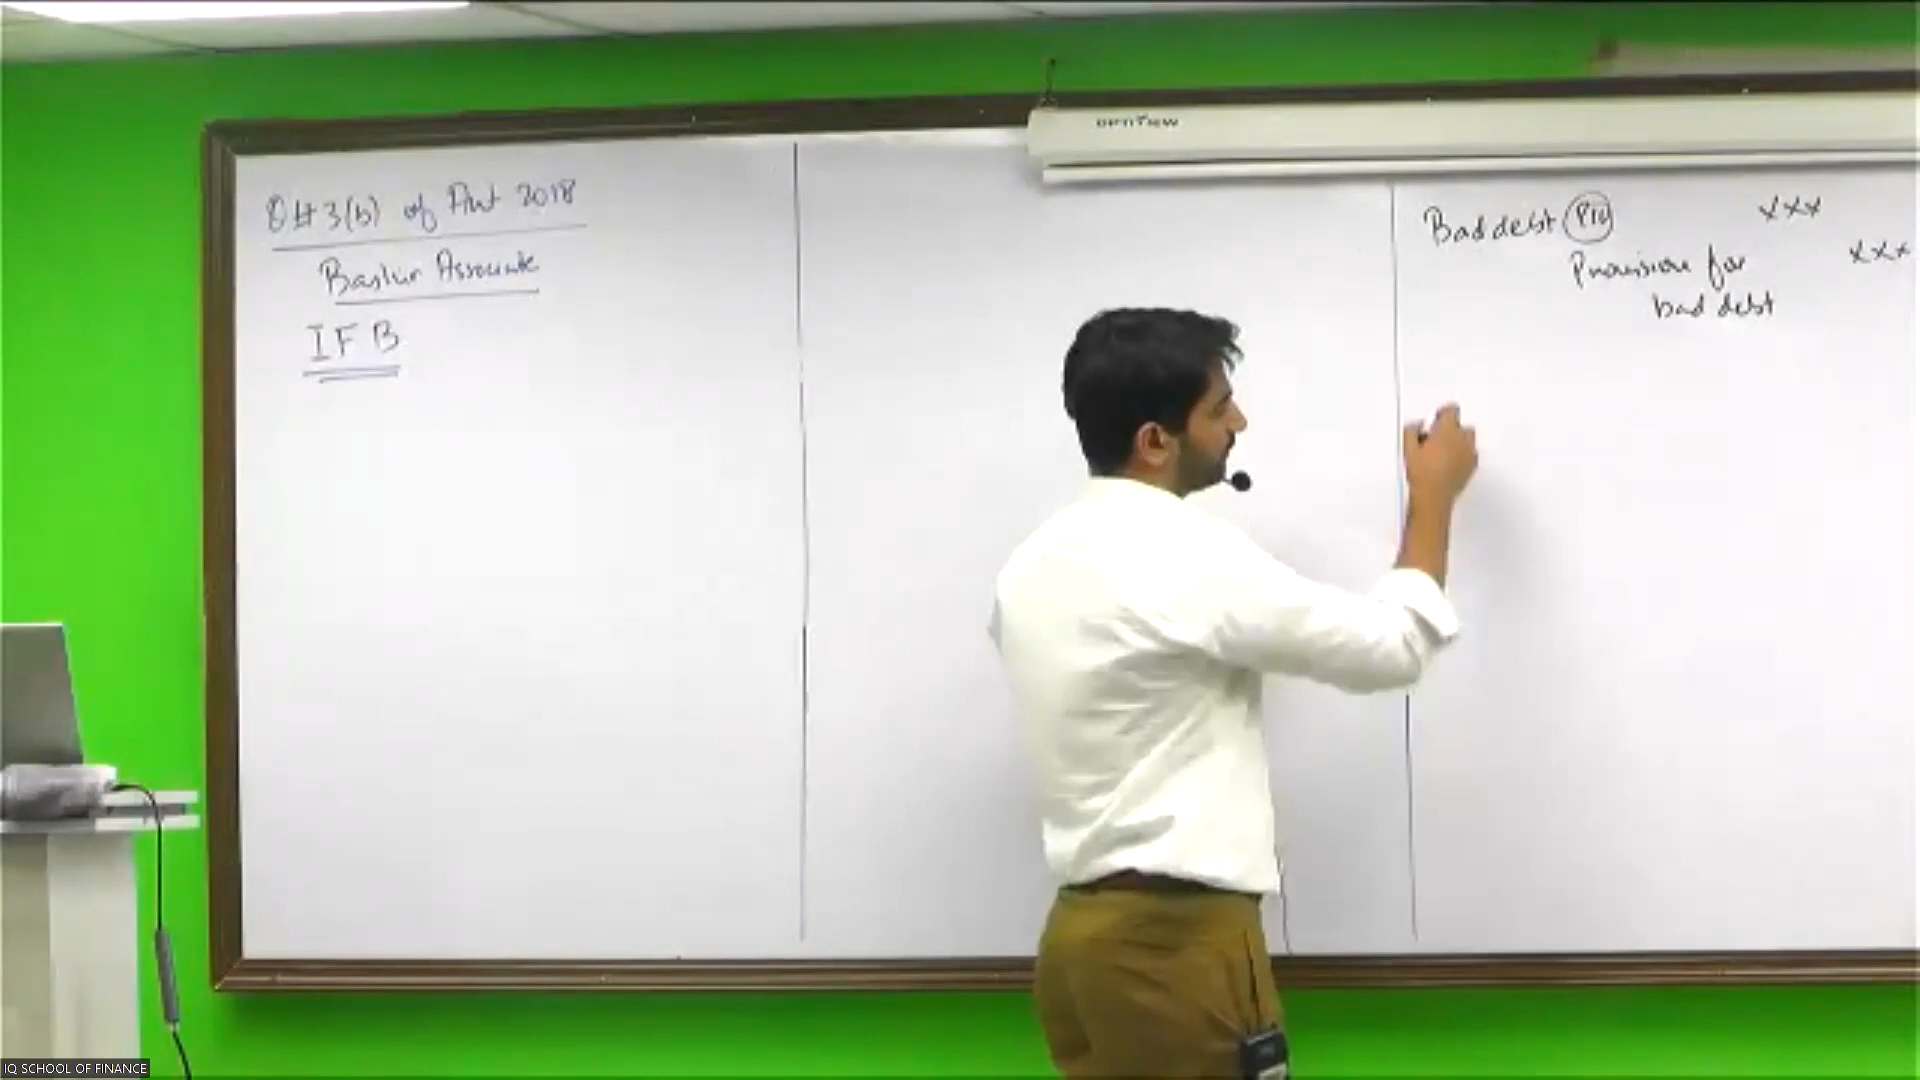 Q# 3(b) of Aut 2018
Bashir Associate
IFB
OPTIVIEW
Bad debt P/L xxx
Provision for xxx
bad debt
IQ SCHOOL OF FINANCE